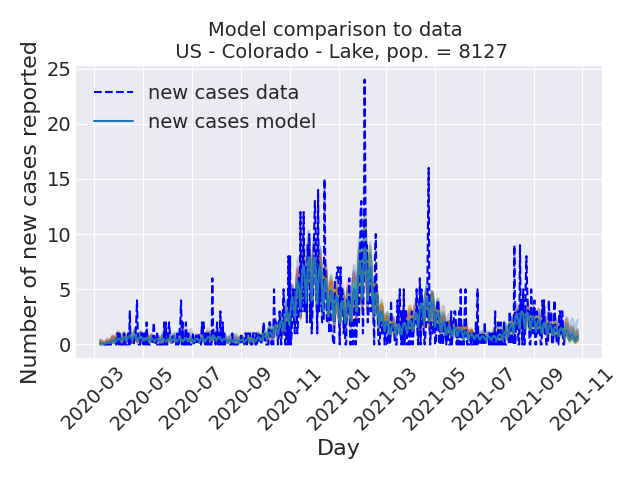 Model comparison to data
US - Colorado - Lake, pop. = 8127
Number of new cases reported
25
20
15
10
5
0
new cases data
new cases model
2020-03
2020-05
2020-07
2020-09
2020-11
2021-01
2021-03
2021-05
2021-07
2021-09
2021-11
Day